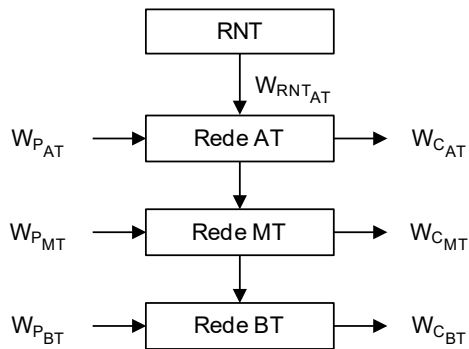 RNT
W_RNT_AT
W_P_AT Rede AT W_C_AT
W_P_MT Rede MT W_C_MT
W_P_BT Rede BT W_C_BT